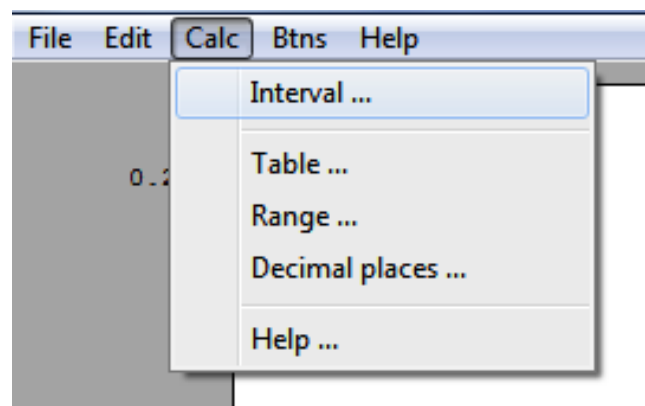 File Edit Calc Btns Help
Interval ...
Table ...
Range ...
Decimal places ...
Help ...